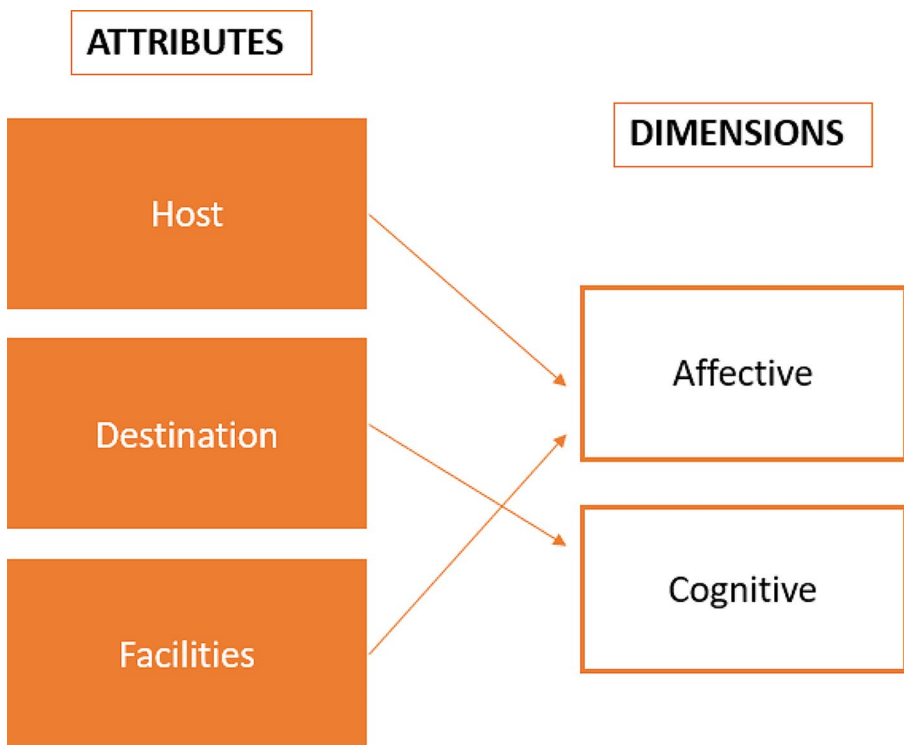 ATTRIBUTES
Host
Destination
Facilities
DIMENSIONS
Affective
Cognitive